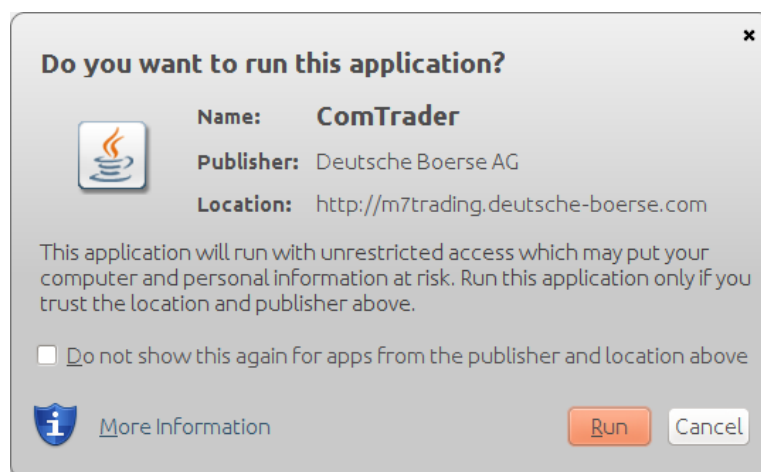 Do you want to run this application?
Name: ComTrader
Publisher: Deutsche Boerse AG
Location: http://m7trading.deutsche-boerse.com
This application will run with unrestricted access which may put your
computer and personal information at risk. Run this application only if you
trust the location and publisher above.
Do not show this again for apps from the publisher and location above
More Information
Run Cancel